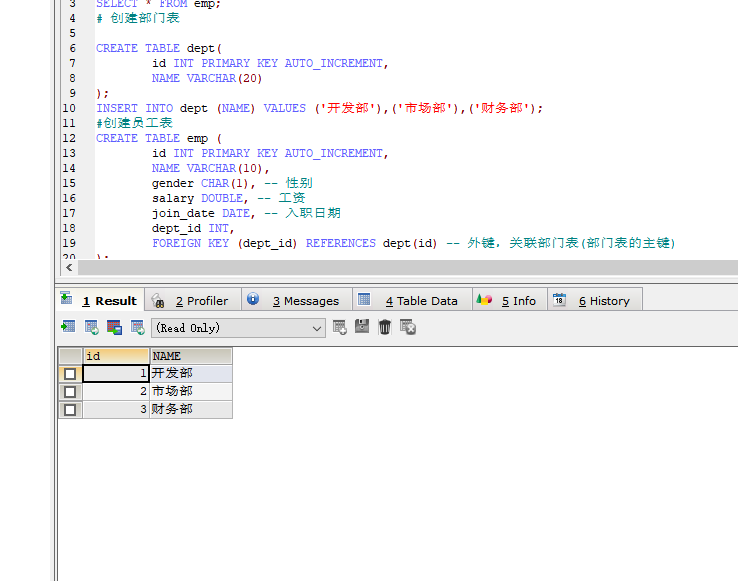 3 SELECT * FROM emp;
4 # 创建部门表
5
6 CREATE TABLE dept(
7 id INT PRIMARY KEY AUTO_INCREMENT,
8 NAME VARCHAR(20)
9 );
10 INSERT INTO dept (NAME) VALUES ('开发部'),('市场部'),('财务部');
11 #创建员工表
12 CREATE TABLE emp (
13 id INT PRIMARY KEY AUTO_INCREMENT,
14 NAME VARCHAR(10),
15 gender CHAR(1), -- 性别
16 salary DOUBLE, -- 工资
17 join_date DATE, -- 入职日期
18 dept_id INT,
19 FOREIGN KEY (dept_id) REFERENCES dept(id) -- 外键，关联部门表(部门表的主键)
20 );
1 Result 2 Profiler 3 Messages 4 Table Data 5 Info 6 History
(Read Only)
id NAME
1 开发部
2 市场部
3 财务部